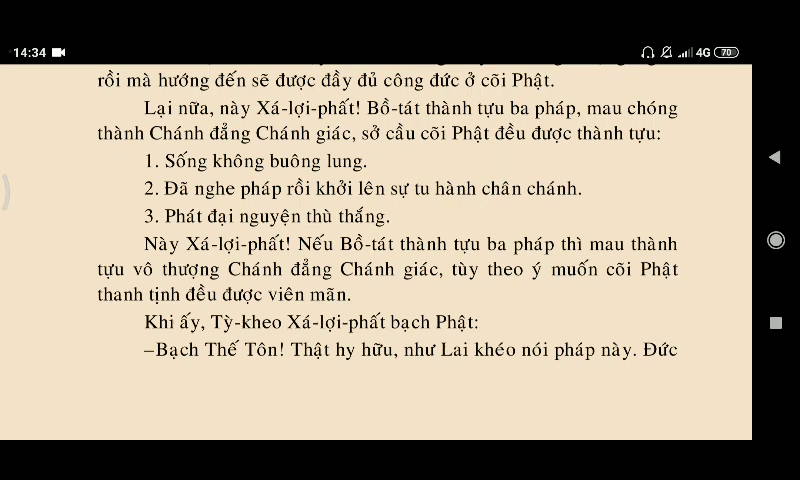 14:34
4G 70
rồi mà hướng đến sẽ được đầy đủ công đức ở cõi Phật.
Lại nữa, này Xá-lợi-phất! Bồ-tát thành tựu ba pháp, mau chóng
thành Chánh đẳng Chánh giác, sở cầu cõi Phật đều được thành tựu:
1. Sống không buông lung.
2. Đã nghe pháp rồi khởi lên sự tu hành chân chánh.
3. Phát đại nguyện thù thắng.
Này Xá-lợi-phất! Nếu Bồ-tát thành tựu ba pháp thì mau thành
tựu vô thượng Chánh đẳng Chánh giác, tùy theo ý muốn cõi Phật
thanh tịnh đều được viên mãn.
Khi ấy, Tỳ-kheo Xá-lợi-phất bạch Phật:
–Bạch Thế Tôn! Thật hy hữu, như Lai khéo nói pháp này. Đức